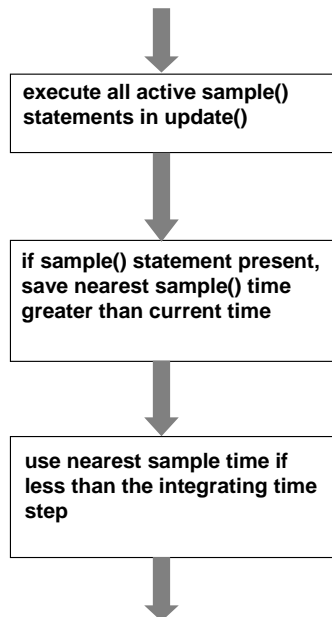 execute all active sample()
statements in update()
if sample() statement present,
save nearest sample() time
greater than current time
use nearest sample time if
less than the integrating time
step